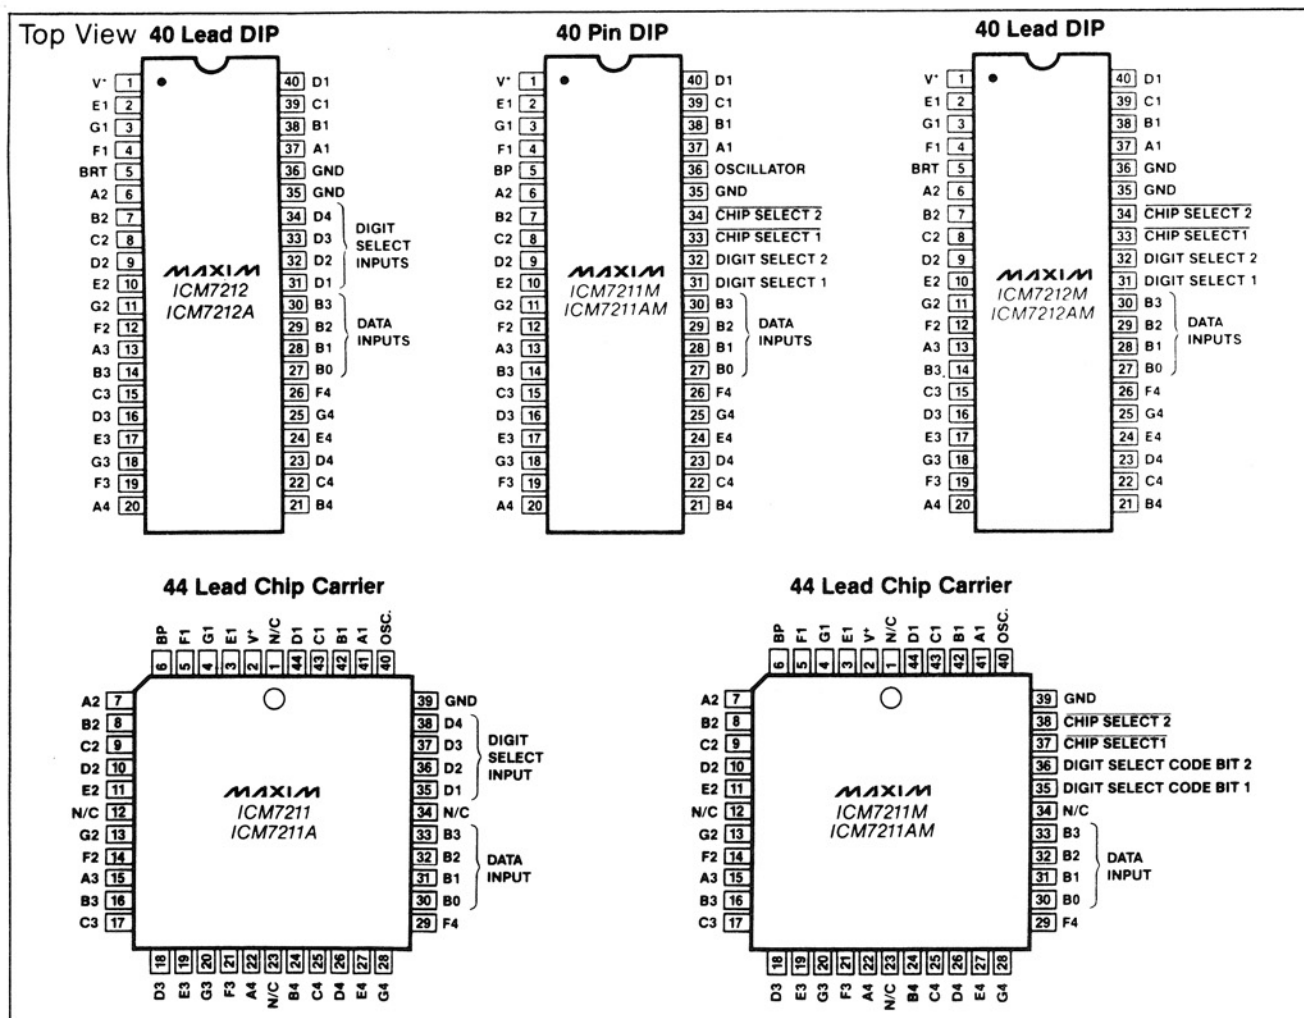 Top View
40 Lead DIP
V+ 1
E1 2
G1 3
F1 4
BRT 5
A2 6
B2 7
C2 8
D2 9
E2 10
G2 11
F2 12
A3 13
B3 14
C3 15
D3 16
E3 17
G3 18
F3 19
A4 20
MAXIM
ICM7212
ICM7212A
40 D1
39 C1
38 B1
37 A1
36 GND
35 GND
34 D4
33 D3
32 D2
31 D1
DIGIT
SELECT
INPUTS
30 B3
29 B2
28 B1
27 B0
DATA
INPUTS
26 F4
25 G4
24 E4
23 D4
22 C4
21 B4
40 Pin DIP
V+ 1
E1 2
G1 3
F1 4
BP 5
A2 6
B2 7
C2 8
D2 9
E2 10
G2 11
F2 12
A3 13
B3 14
C3 15
D3 16
E3 17
G3 18
F3 19
A4 20
MAXIM
ICM7211M
ICM7211AM
40 D1
39 C1
38 B1
37 A1
36 OSCILLATOR
35 GND
34 CHIP SELECT 2
33 CHIP SELECT 1
32 DIGIT SELECT 2
31 DIGIT SELECT 1
30 B3
29 B2
28 B1
27 B0
DATA
INPUTS
26 F4
25 G4
24 E4
23 D4
22 C4
21 B4
40 Lead DIP
V+ 1
E1 2
G1 3
F1 4
BRT 5
A2 6
B2 7
C2 8
D2 9
E2 10
G2 11
F2 12
A3 13
B3 14
C3 15
D3 16
E3 17
G3 18
F3 19
A4 20
MAXIM
ICM7212M
ICM7212AM
40 D1
39 C1
38 B1
37 A1
36 GND
35 GND
34 CHIP SELECT 2
33 CHIP SELECT1
32 DIGIT SELECT 2
31 DIGIT SELECT 1
30 B3
29 B2
28 B1
27 B0
DATA
INPUTS
26 F4
25 G4
24 E4
23 D4
22 C4
21 B4
44 Lead Chip Carrier
BP F1 G1 E1 V+ N/C D1 C1 B1 A1 OSC.
6 5 4 3 2 1 44 43 42 41 40
A2 7
B2 8
C2 9
D2 10
E2 11
N/C 12
G2 13
F2 14
A3 15
B3 16
C3 17
MAXIM
ICM7211
ICM7211A
39 GND
38 D4
37 D3
36 D2
35 D1
DIGIT
SELECT
INPUT
34 N/C
33 B3
32 B2
31 B1
30 B0
DATA
INPUT
29 F4
18 19 20 21 22 23 24 25 26 27 28
D3 E3 G3 F3 A4 N/C B4 C4 D4 E4 G4
44 Lead Chip Carrier
BP F1 G1 E1 V+ N/C D1 C1 B1 A1 OSC.
6 5 4 3 2 1 44 43 42 41 40
A2 7
B2 8
C2 9
D2 10
E2 11
N/C 12
G2 13
F2 14
A3 15
B3 16
C3 17
MAXIM
ICM7211M
ICM7211AM
39 GND
38 CHIP SELECT 2
37 CHIP SELECT1
36 DIGIT SELECT CODE BIT 2
35 DIGIT SELECT CODE BIT 1
34 N/C
33 B3
32 B2
31 B1
30 B0
DATA
INPUT
29 F4
18 19 20 21 22 23 24 25 26 27 28
D3 E3 G3 F3 A4 N/C B4 C4 D4 E4 G4